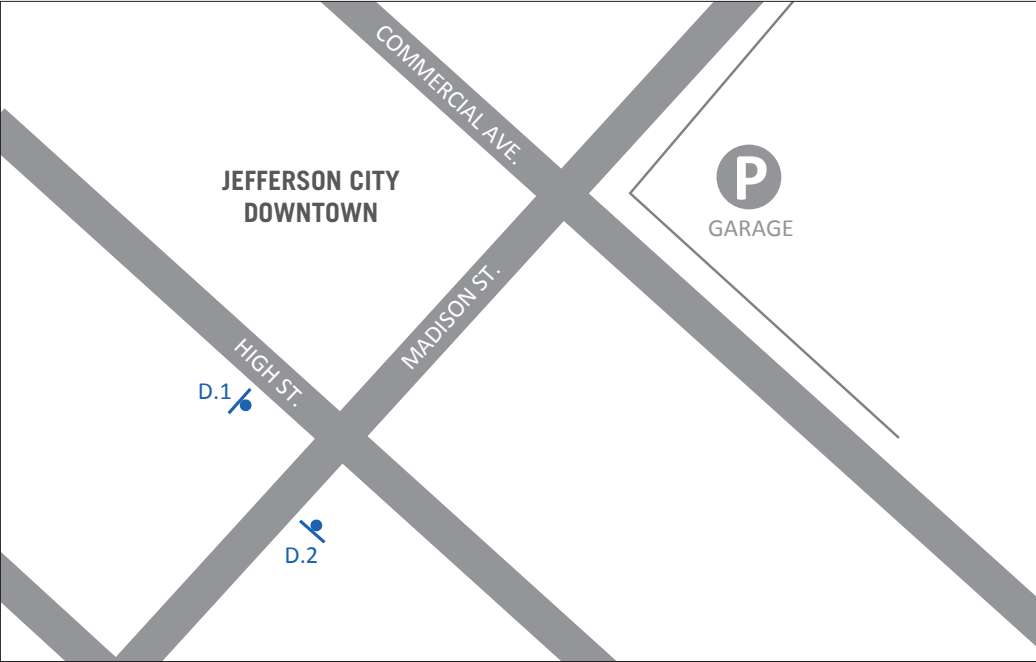 COMMERCIAL AVE.
JEFFERSON CITY
DOWNTOWN
P
GARAGE
MADISON ST.
HIGH ST.
D.1
D.2